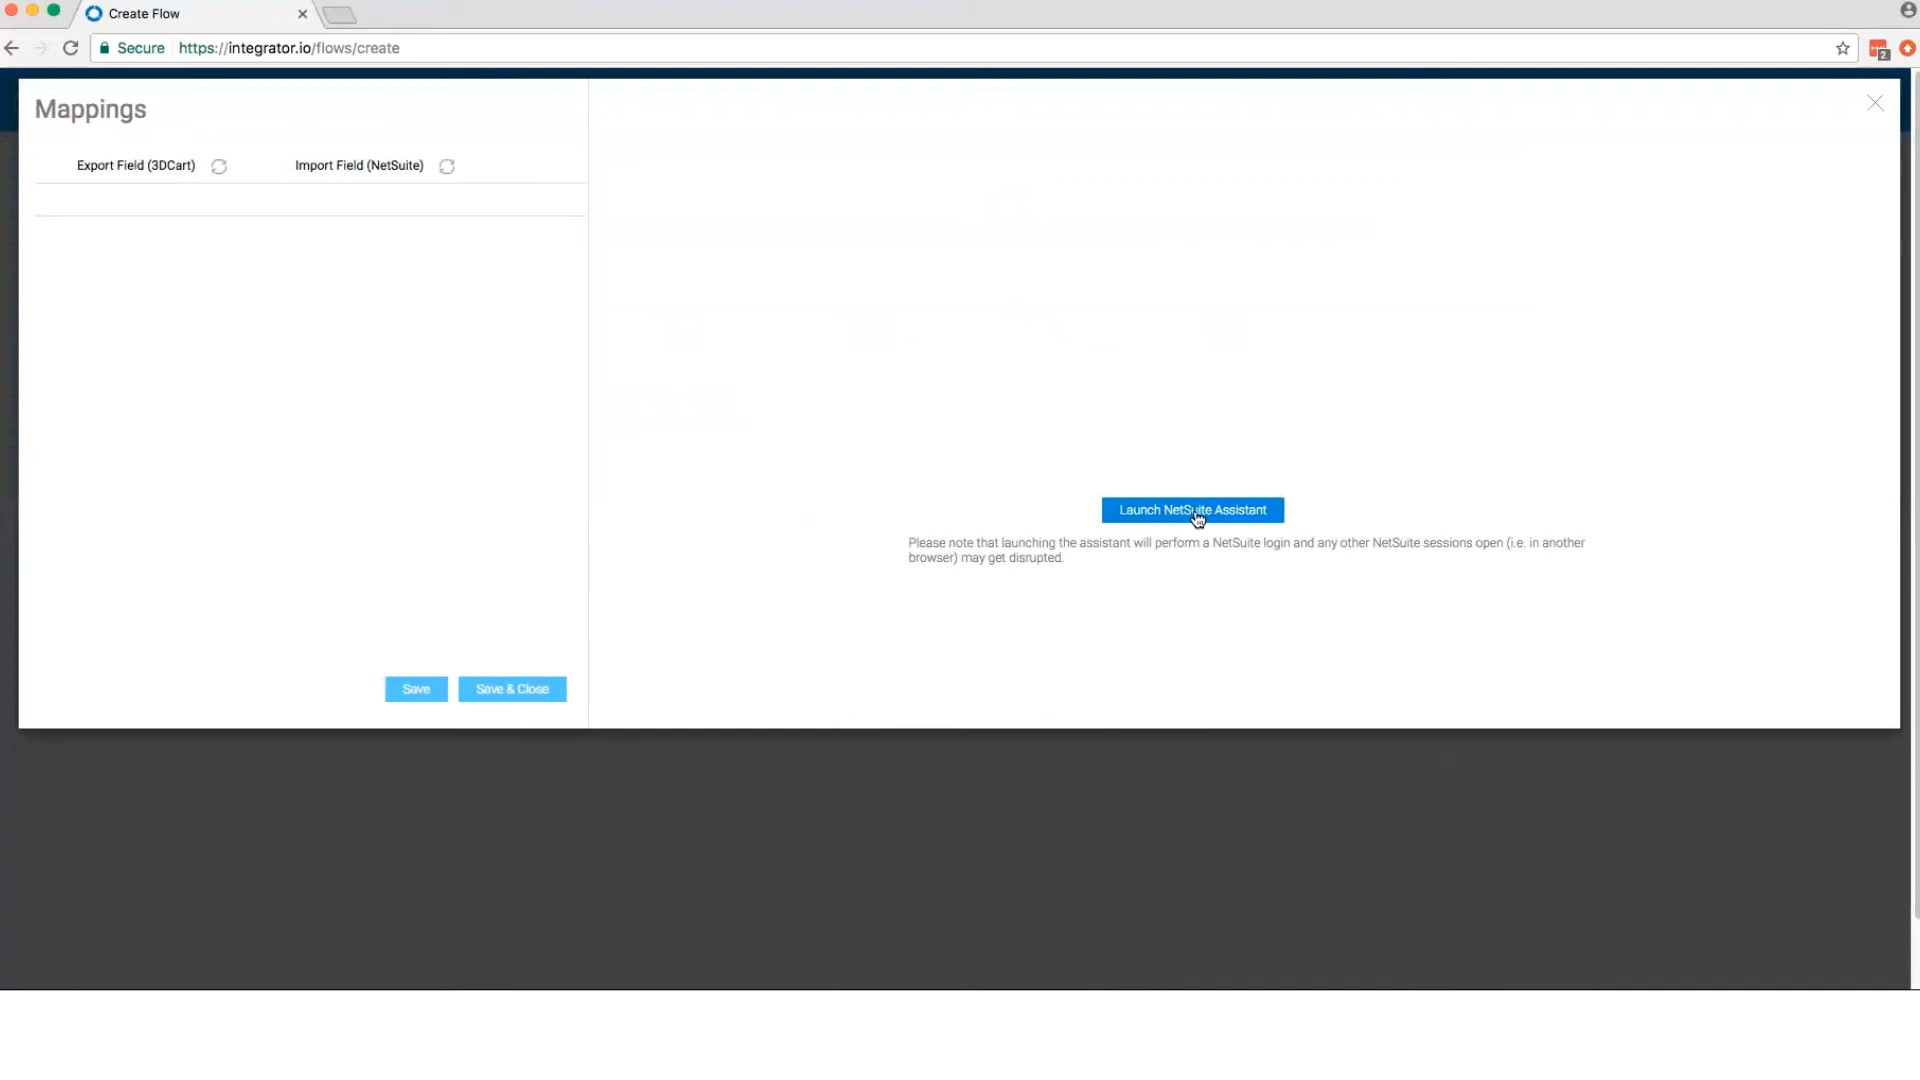 Create Flow
Secure https://integrator.io/flows/create
2
Mappings
Export Field (3DCart) Import Field (NetSuite)
Launch NetSuite Assistant
Please note that launching the assistant will perform a NetSuite login and any other NetSuite sessions open (i.e. in another
browser) may get disrupted.
Save Save & Close